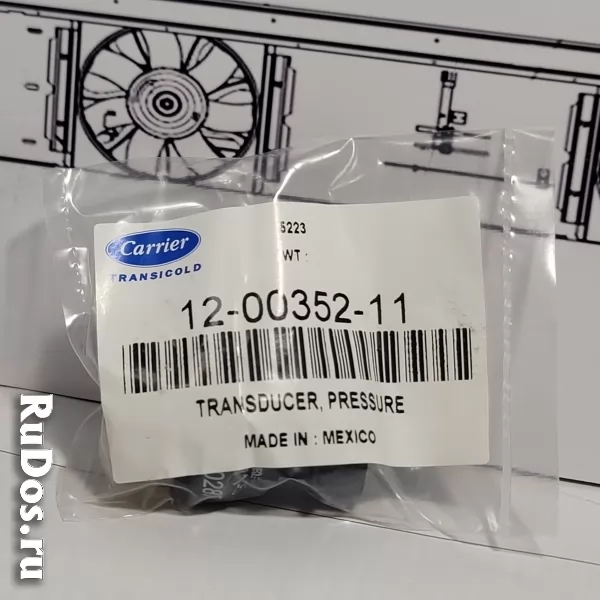 5223
WT :
Carrier
TRANSICOLD
12-00352-11
TRANSDUCER, PRESSURE
MADE IN : MEXICO
RuDos.ru